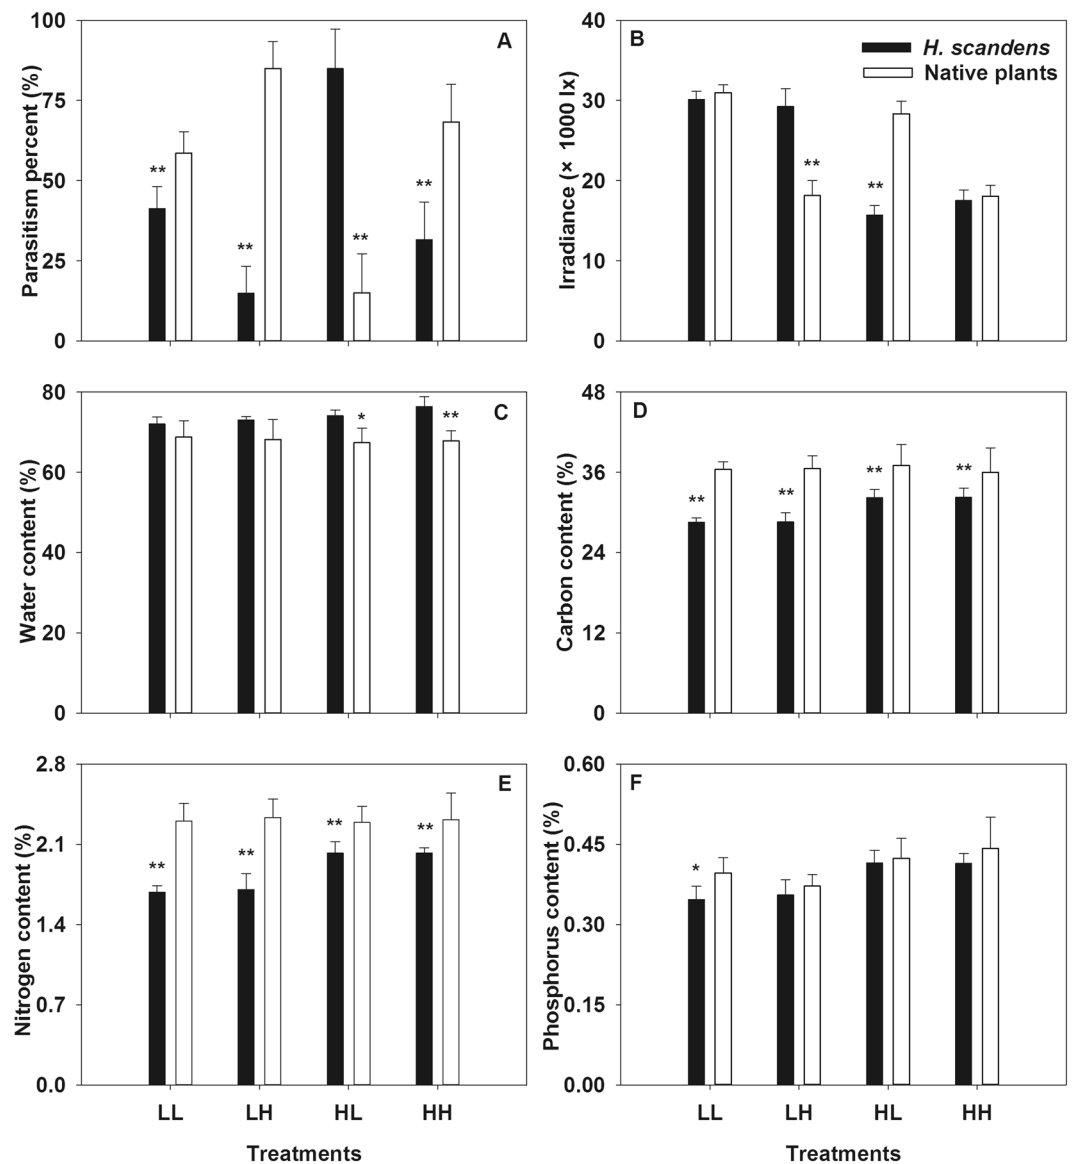 A
Parasitism percent (%)
100
75
50
25
0
**
**
**
**
B
H. scandens
Native plants
Irradiance (× 1000 lx)
40
30
20
10
0
**
**
C
Water content (%)
80
60
40
20
0
*
**
D
Carbon content (%)
48
36
24
12
0
**
**
**
**
E
Nitrogen content (%)
2.8
2.1
1.4
0.7
0.0
**
**
**
**
LL LH HL HH
Treatments
F
Phosphorus content (%)
0.60
0.45
0.30
0.15
0.00
*
LL LH HL HH
Treatments